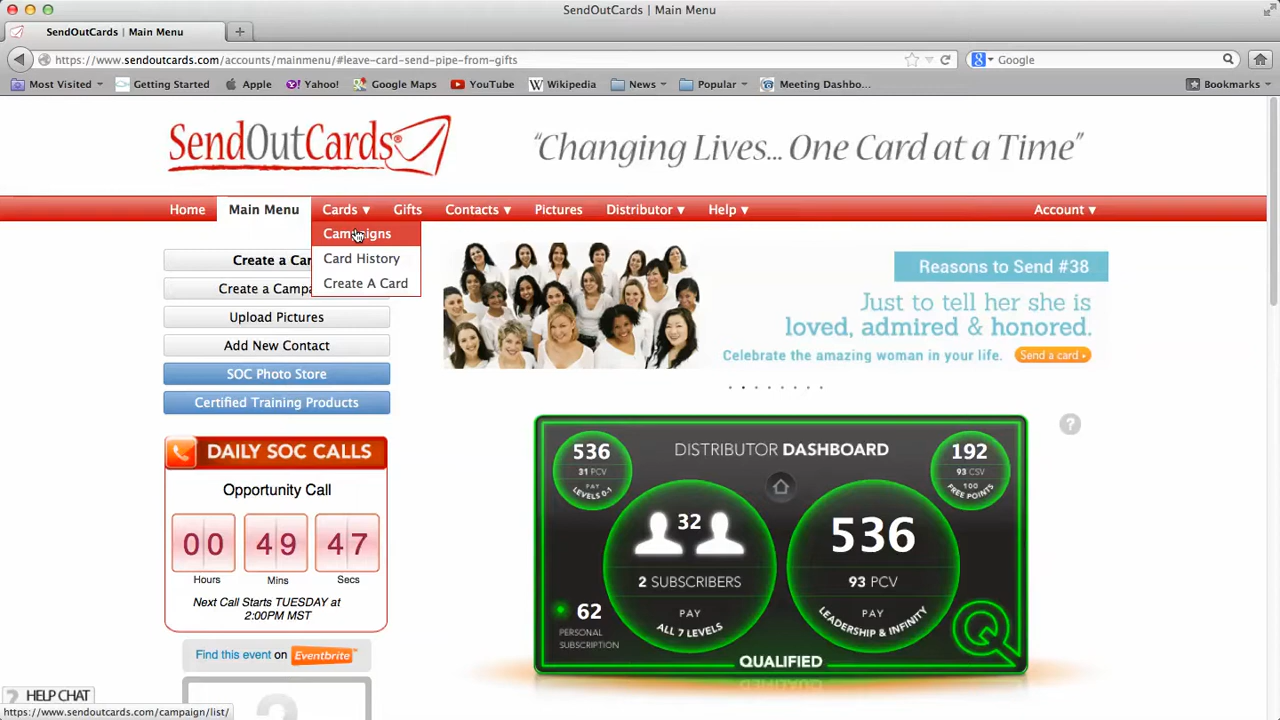 SendOutCards | Main Menu
SendOutCards | Main Menu
https://www.sendoutcards.com/accounts/mainmenu/#leave-card-send-pipe-from-gifts
Google
Most Visited Getting Started Apple Yahoo! Google Maps YouTube Wikipedia News Popular Meeting Dashbo... Bookmarks
SendOutCards®
“Changing Lives... One Card at a Time”
Home Main Menu Cards Gifts Contacts Pictures Distributor Help Account
Campaigns
Card History
Create A Card
Create a Car
Create a Campa
Upload Pictures
Add New Contact
SOC Photo Store
Certified Training Products
Reasons to Send #38
Just to tell her she is
loved, admired & honored.
Celebrate the amazing woman in your life. Send a card
DAILY SOC CALLS
Opportunity Call
00 49 47
Hours Mins Secs
Next Call Starts TUESDAY at
2:00PM MST
Find this event on Eventbrite
?
?
DISTRIBUTOR DASHBOARD
536
31 PCV
PAY
LEVELS 0-1
192
93 CSV
100
FREE POINTS
32
2 SUBSCRIBERS
PAY
ALL 7 LEVELS
536
93 PCV
PAY
LEADERSHIP & INFINITY
62
PERSONAL
SUBSCRIPTION
Q
QUALIFIED
? HELP CHAT
https://www.sendoutcards.com/campaign/list/